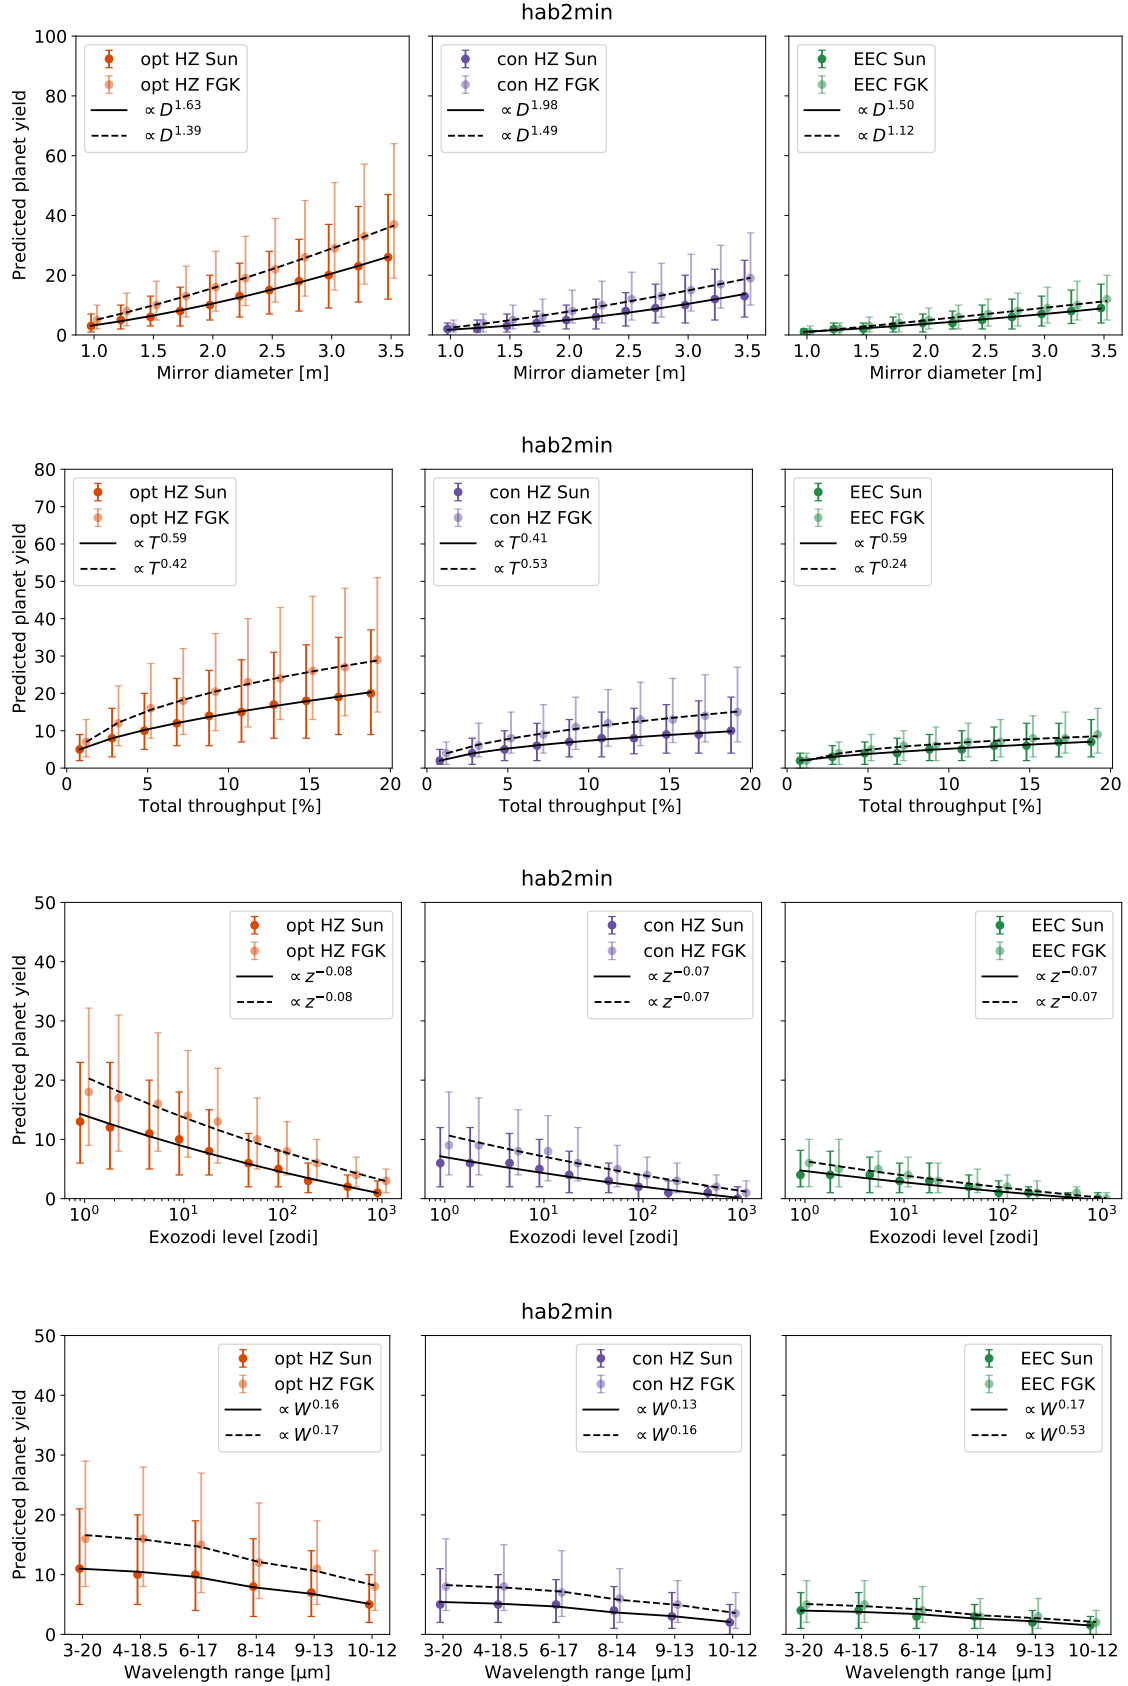 hab2min
Predicted planet yield
100
80
60
40
20
0
opt HZ Sun
opt HZ FGK
∝ D^1.63
∝ D^1.39
1.0 1.5 2.0 2.5 3.0 3.5
Mirror diameter [m]
con HZ Sun
con HZ FGK
∝ D^1.98
∝ D^1.49
1.0 1.5 2.0 2.5 3.0 3.5
Mirror diameter [m]
EEC Sun
EEC FGK
∝ D^1.50
∝ D^1.12
1.0 1.5 2.0 2.5 3.0 3.5
Mirror diameter [m]
hab2min
Predicted planet yield
80
70
60
50
40
30
20
10
0
opt HZ Sun
opt HZ FGK
∝ T^0.59
∝ T^0.42
0 5 10 15 20
Total throughput [%]
con HZ Sun
con HZ FGK
∝ T^0.41
∝ T^0.53
0 5 10 15 20
Total throughput [%]
EEC Sun
EEC FGK
∝ T^0.59
∝ T^0.24
0 5 10 15 20
Total throughput [%]
hab2min
Predicted planet yield
50
40
30
20
10
0
opt HZ Sun
opt HZ FGK
∝ z^−0.08
∝ z^−0.08
10^0 10^1 10^2 10^3
Exozodi level [zodi]
con HZ Sun
con HZ FGK
∝ z^−0.07
∝ z^−0.07
10^0 10^1 10^2 10^3
Exozodi level [zodi]
EEC Sun
EEC FGK
∝ z^−0.07
∝ z^−0.07
10^0 10^1 10^2 10^3
Exozodi level [zodi]
hab2min
Predicted planet yield
50
40
30
20
10
0
opt HZ Sun
opt HZ FGK
∝ W^0.16
∝ W^0.17
3-20 4-18.5 6-17 8-14 9-13 10-12
Wavelength range [μm]
con HZ Sun
con HZ FGK
∝ W^0.13
∝ W^0.16
3-20 4-18.5 6-17 8-14 9-13 10-12
Wavelength range [μm]
EEC Sun
EEC FGK
∝ W^0.17
∝ W^0.53
3-20 4-18.5 6-17 8-14 9-13 10-12
Wavelength range [μm]